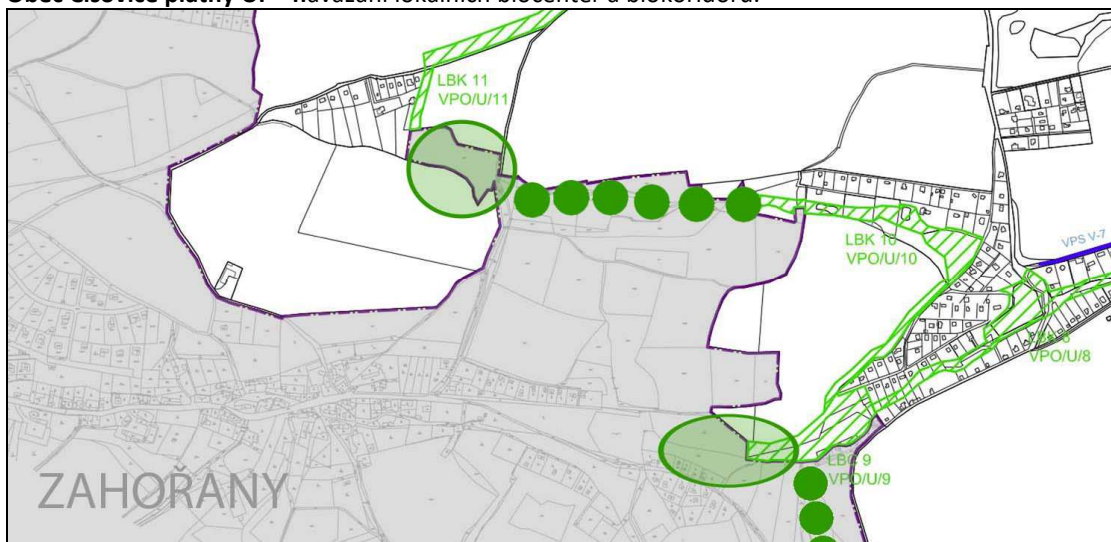 Obec Čisovice platný ÚP – navázání lokálních biocenter a biokoridorů:
LBK 11
VPO/U/11
LBK 10
VPO/U/10
VPS V-7
VPO/U/8
LBC 9
VPO/U/9
ZAHOŘANY